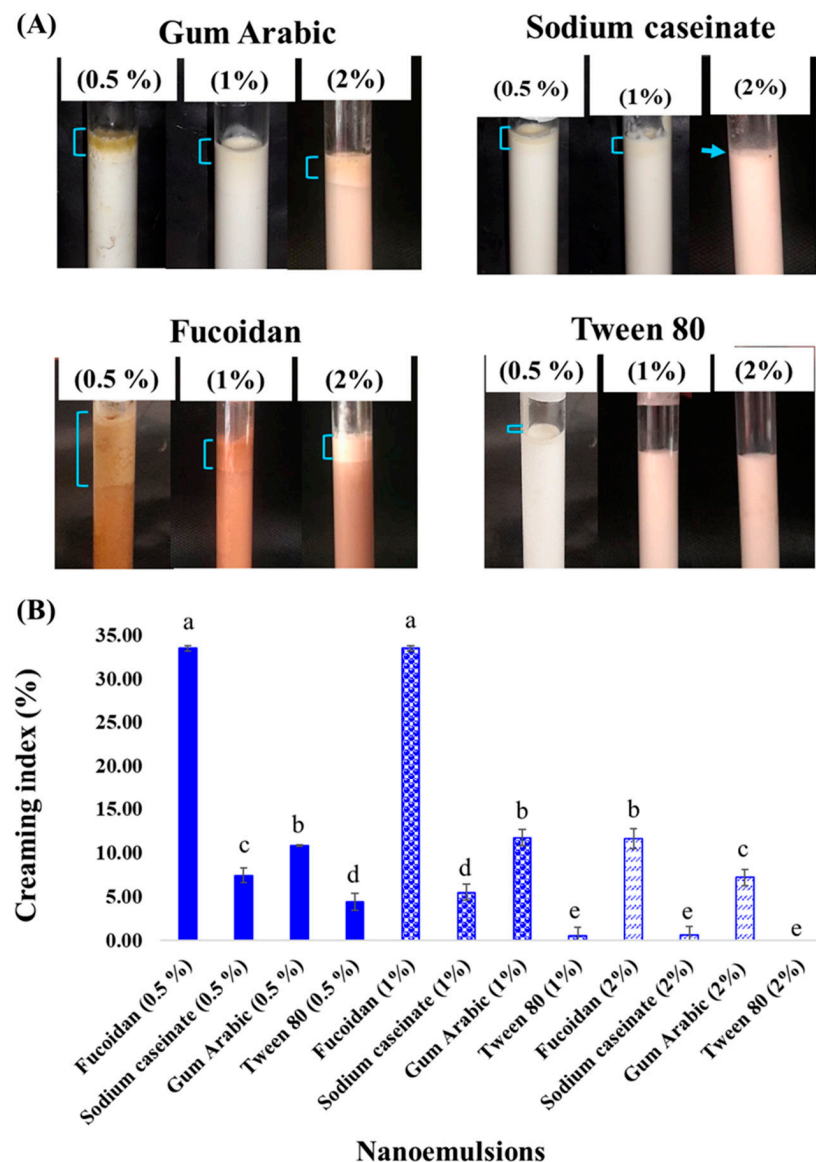 (A)
Gum Arabic
(0.5 %) (1%) (2%)
Sodium caseinate
(0.5 %) (1%) (2%)
Fucoidan
(0.5 %) (1%) (2%)
Tween 80
(0.5 %) (1%) (2%)
(B)
Creaming index (%)
35.00
30.00
25.00
20.00
15.00
10.00
5.00
0.00
a
c
b
d
a
d
b
e
b
e
c
e
Fucoidan (0.5 %)
Sodium caseinate (0.5 %)
Gum Arabic (0.5 %)
Tween 80 (0.5 %)
Fucoidan (1%)
Sodium caseinate (1%)
Gum Arabic (1%)
Tween 80 (1%)
Fucoidan (2%)
Sodium caseinate (2%)
Gum Arabic (2%)
Tween 80 (2%)
Nanoemulsions